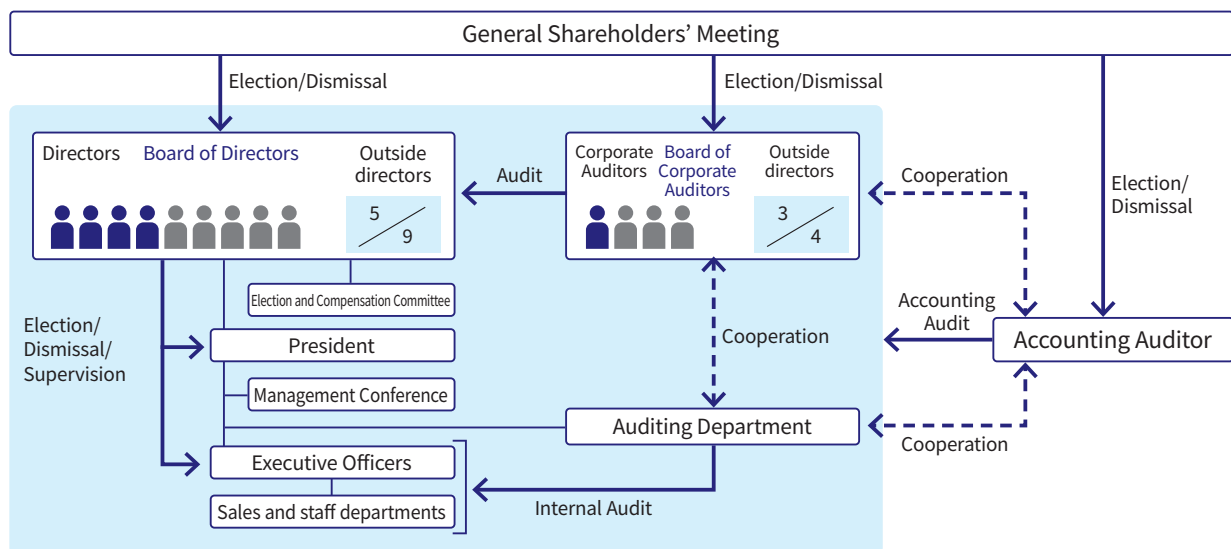 General Shareholders’ Meeting
Election/Dismissal
Election/Dismissal
Election/
Dismissal
Directors
Board of Directors
Outside
directors
5
9
Audit
Corporate
Auditors
Board of
Corporate
Auditors
Outside
directors
3
4
Cooperation
Election and Compensation Committee
Election/
Dismissal/
Supervision
President
Cooperation
Accounting
Audit
Accounting Auditor
Management Conference
Auditing Department
Cooperation
Executive Officers
Sales and staff departments
Internal Audit